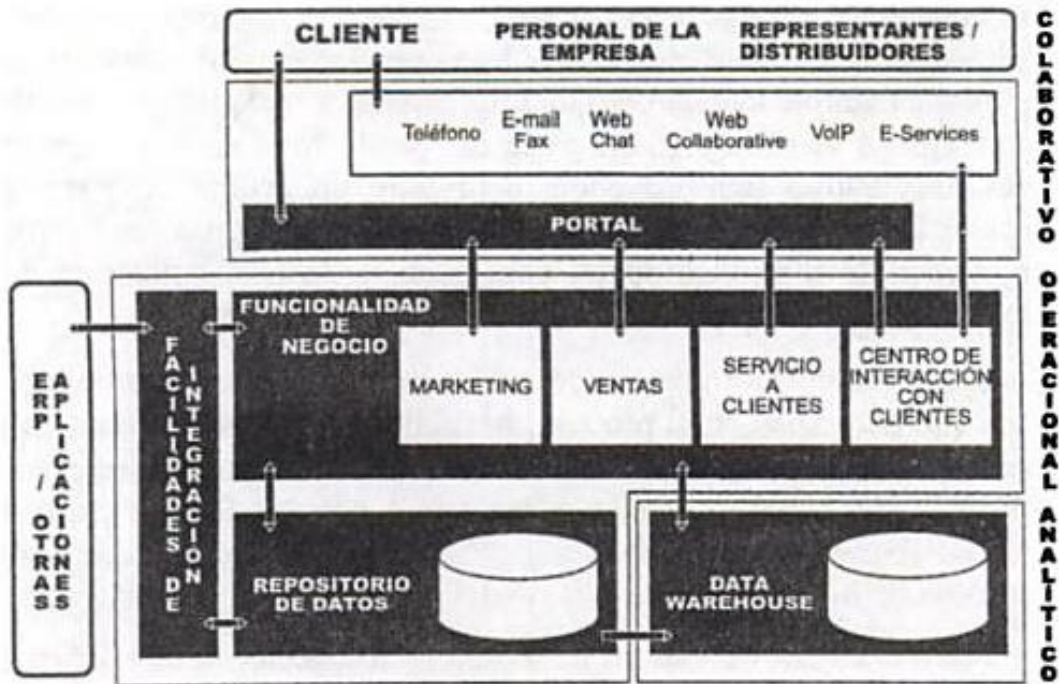 CLIENTE
PERSONAL DE LA
EMPRESA
REPRESENTANTES /
DISTRIBUIDORES
Teléfono
E-mail
Fax
Web
Chat
Web
Collaborative
VoIP
E-Services
PORTAL
COLABORATIVO
ERP / OTRAS
APLICACIONES
FACILIDADES DE
INTEGRACIÓN
FUNCIONALIDAD
DE
NEGOCIO
MARKETING
VENTAS
SERVICIO
A
CLIENTES
CENTRO DE
INTERACCIÓN
CON
CLIENTES
OPERACIONAL
REPOSITORIO
DE DATOS
DATA
WAREHOUSE
ANALITICO